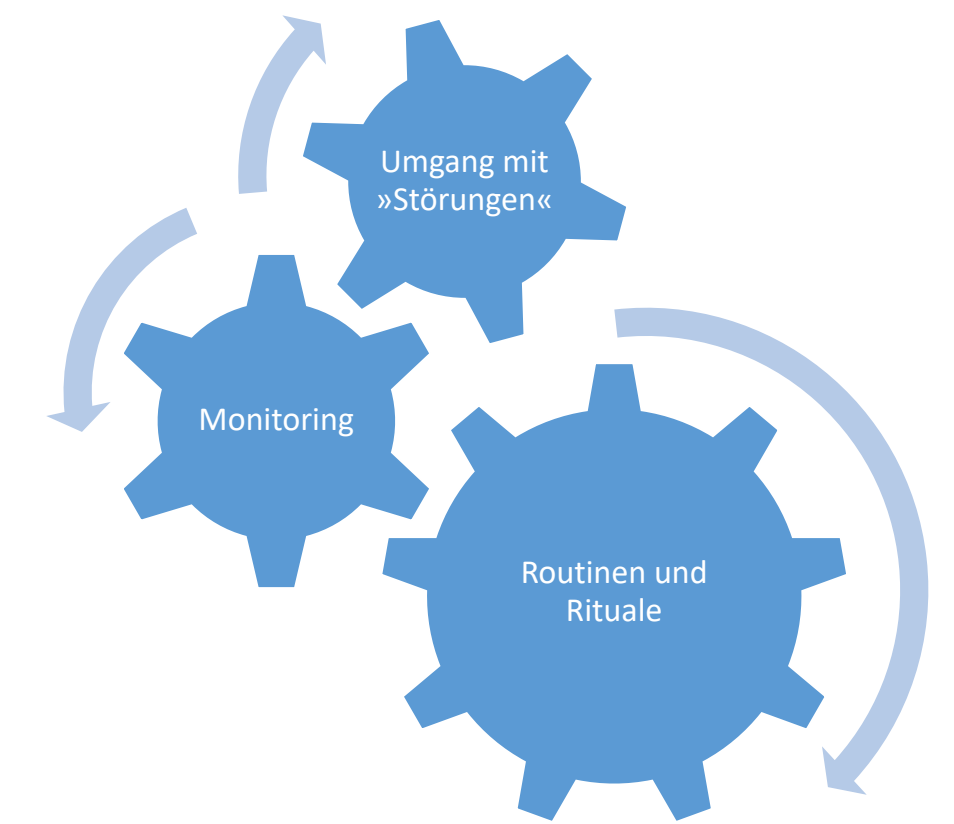 Umgang mit
»Störungen«
Monitoring
Routinen und
Rituale